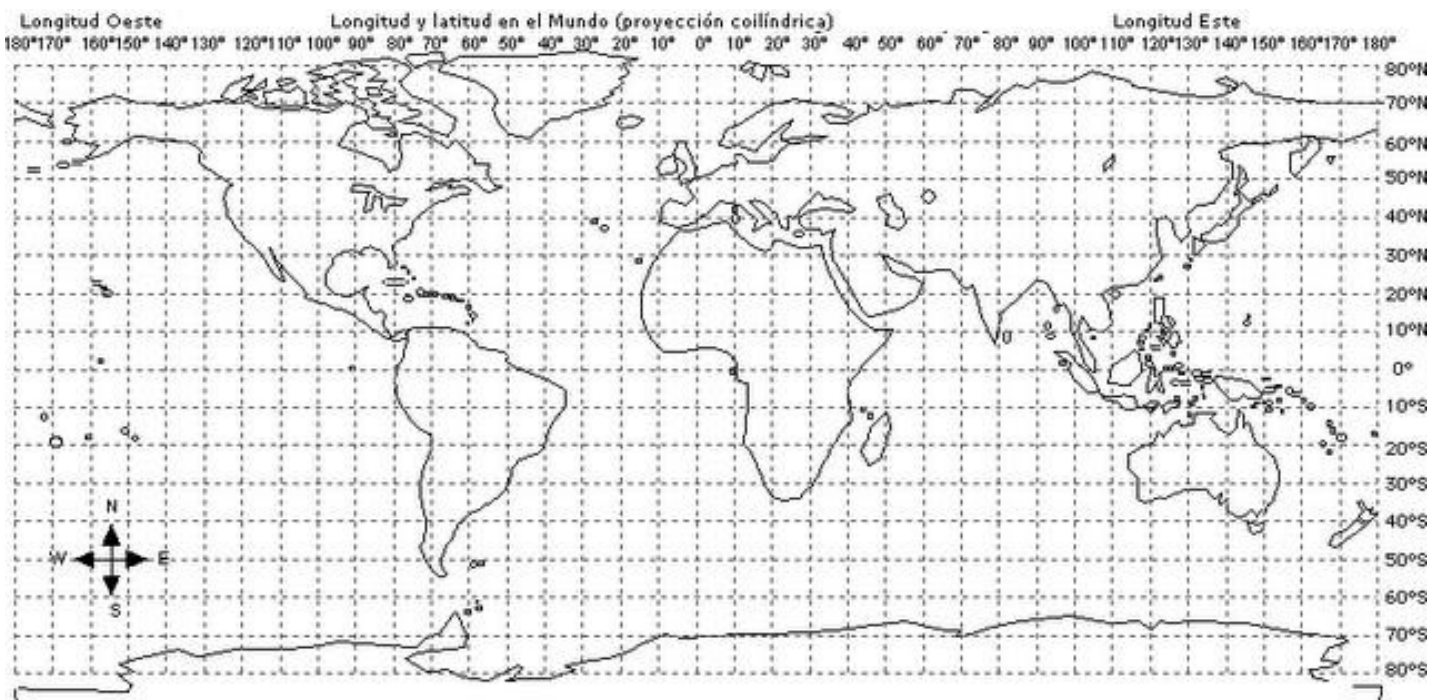 Longitud Oeste Longitud y latitud en el Mundo (proyección coilíndrica) Longitud Este
180° 170° 160° 150° 140° 130° 120° 110° 100° 90° 80° 70° 60° 50° 40° 30° 20° 10° 0° 10° 20° 30° 40° 50° 60° 70° 80° 90° 100° 110° 120° 130° 140° 150° 160° 170° 180°
80°N
70°N
60°N
50°N
40°N
30°N
20°N
10°N
0°
10°S
20°S
30°S
N
40°S
W E 50°S
S
60°S
70°S
80°S